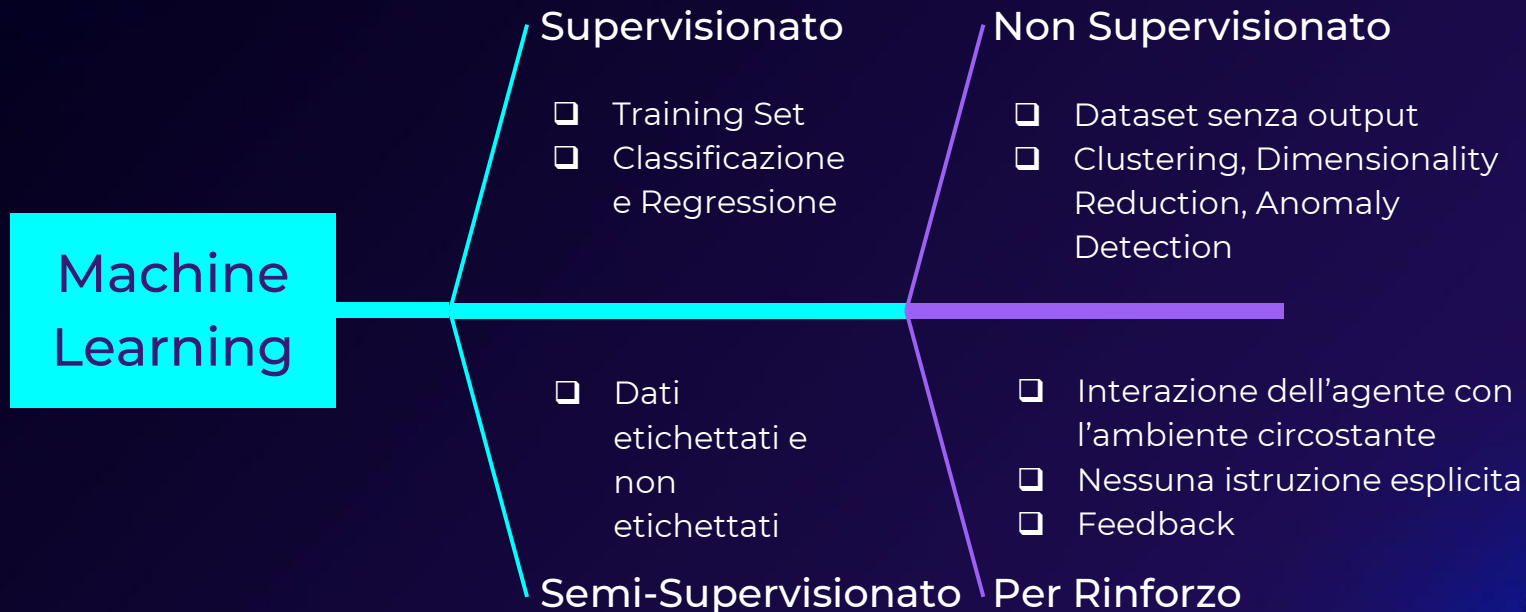 Machine
Learning
Supervisionato
❑ Training Set
❑ Classificazione
e Regressione
Non Supervisionato
❑ Dataset senza output
❑ Clustering, Dimensionality
Reduction, Anomaly
Detection
❑ Dati
etichettati e
non
etichettati
Semi-Supervisionato
❑ Interazione dell’agente con
l’ambiente circostante
❑ Nessuna istruzione esplicita
❑ Feedback
Per Rinforzo